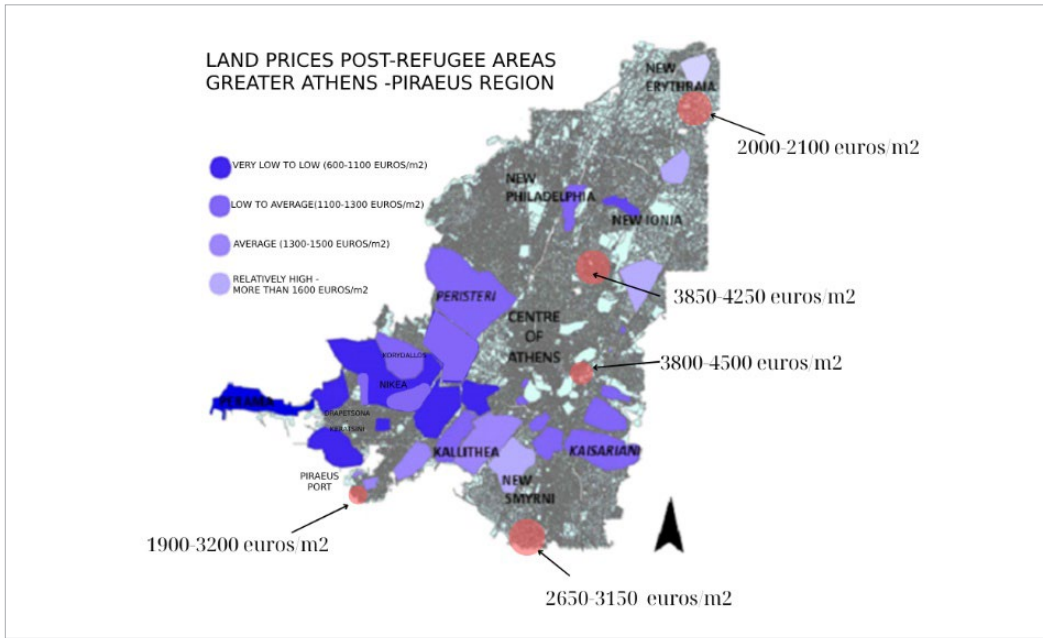 LAND PRICES POST-REFUGEE AREAS
GREATER ATHENS -PIRAEUS REGION
VERY LOW TO LOW (600-1100 EUROS/m2)
LOW TO AVERAGE(1100-1300 EUROS/m2)
AVERAGE (1300-1500 EUROS/m2)
RELATIVELY HIGH -
MORE THAN 1600 EUROS/m2
NEW
ERYTHRAIA
2000-2100 euros/m2
NEW
PHILADELPHIA
NEW IONIA
3850-4250 euros/m2
PERISTERI
CENTRE
OF
ATHENS
3800-4500 euros/m2
KORYDALLOS
NIKEA
PERAMA
DRAPETSONA
KERATSINI
KALLITHEA
KAISARIANI
PIRAEUS
PORT
NEW
SMYRNI
1900-3200 euros/m2
2650-3150 euros/m2